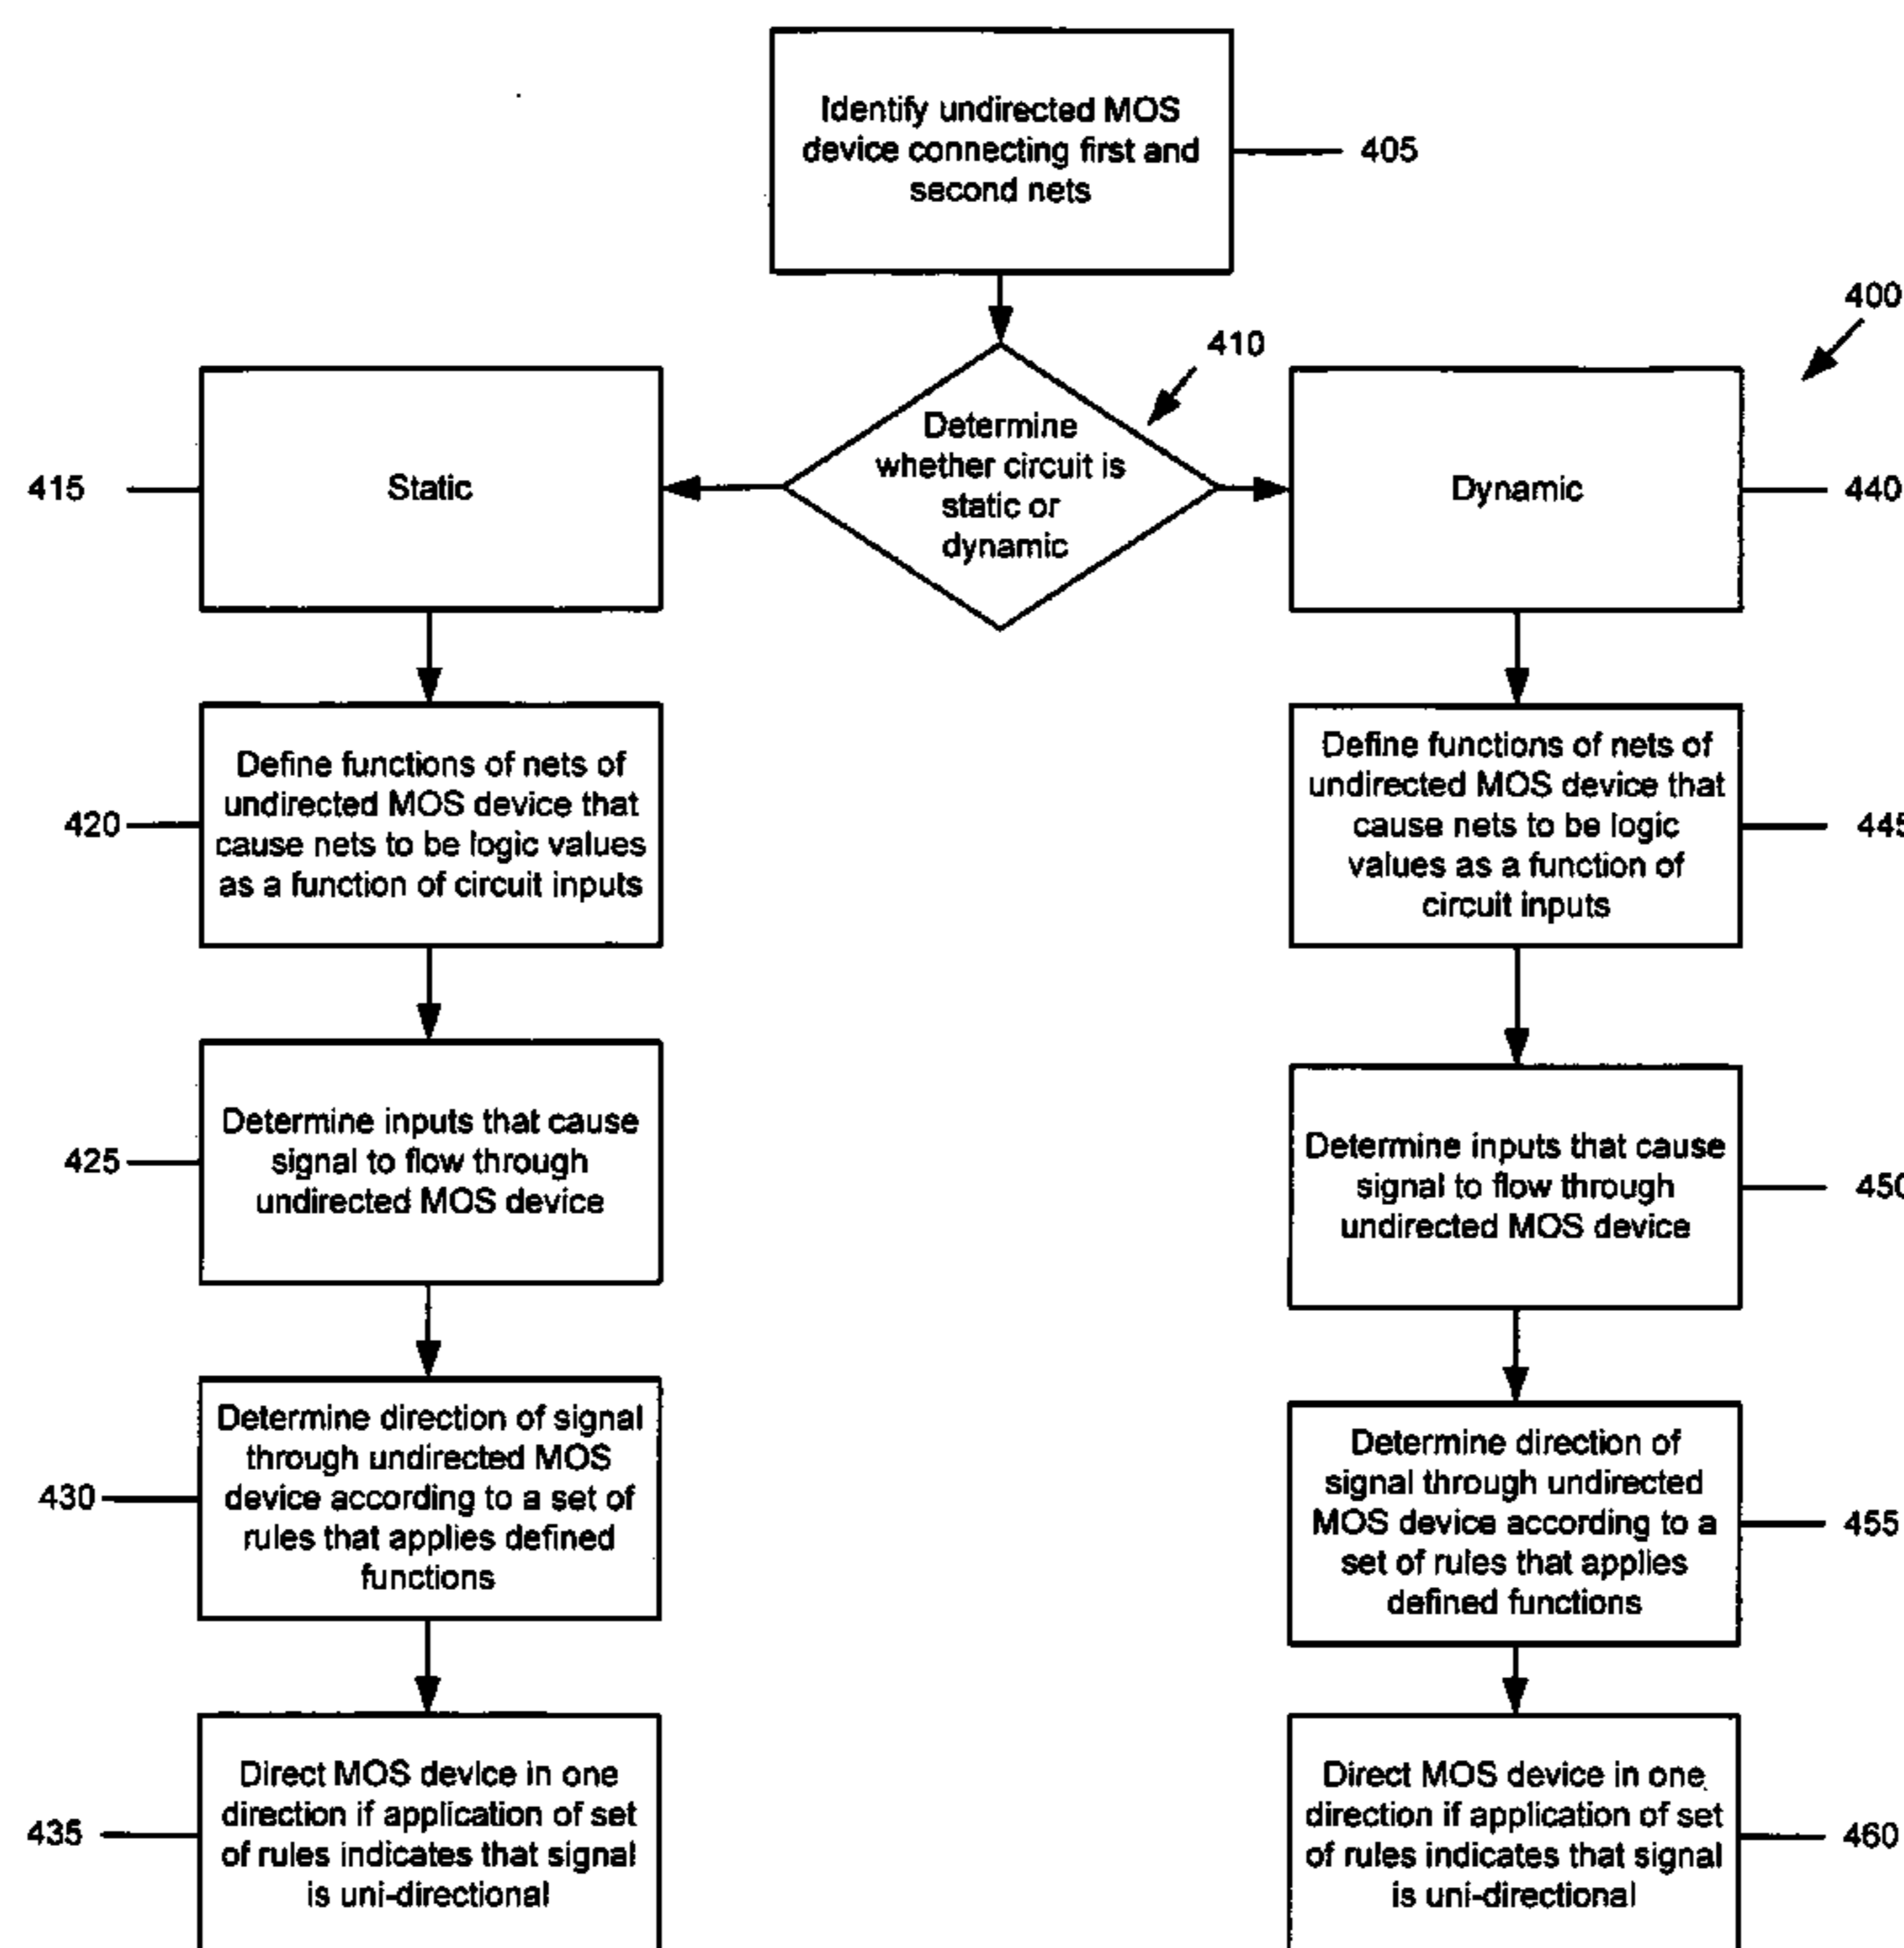 Identify undirected MOS
device connecting first and
second nets
405
400
410
Determine
whether circuit is
static or
dynamic
415
Static
Dynamic
440
420
Define functions of nets of
undirected MOS device that
cause nets to be logic values
as a function of circuit inputs
Define functions of nets of
undirected MOS device that
cause nets to be logic
values as a function of
circuit inputs
445
425
Determine inputs that cause
signal to flow through
undirected MOS device
Determine inputs that cause
signal to flow through
undirected MOS device
450
430
Determine direction of signal
through undirected MOS
device according to a set of
rules that applies defined
functions
Determine direction of
signal through undirected
MOS device according to a
set of rules that applies
defined functions
455
435
Direct MOS device in one
direction if application of set
of rules indicates that signal
is uni-directional
Direct MOS device in one
direction if application of set
of rules indicates that signal
is uni-directional
460